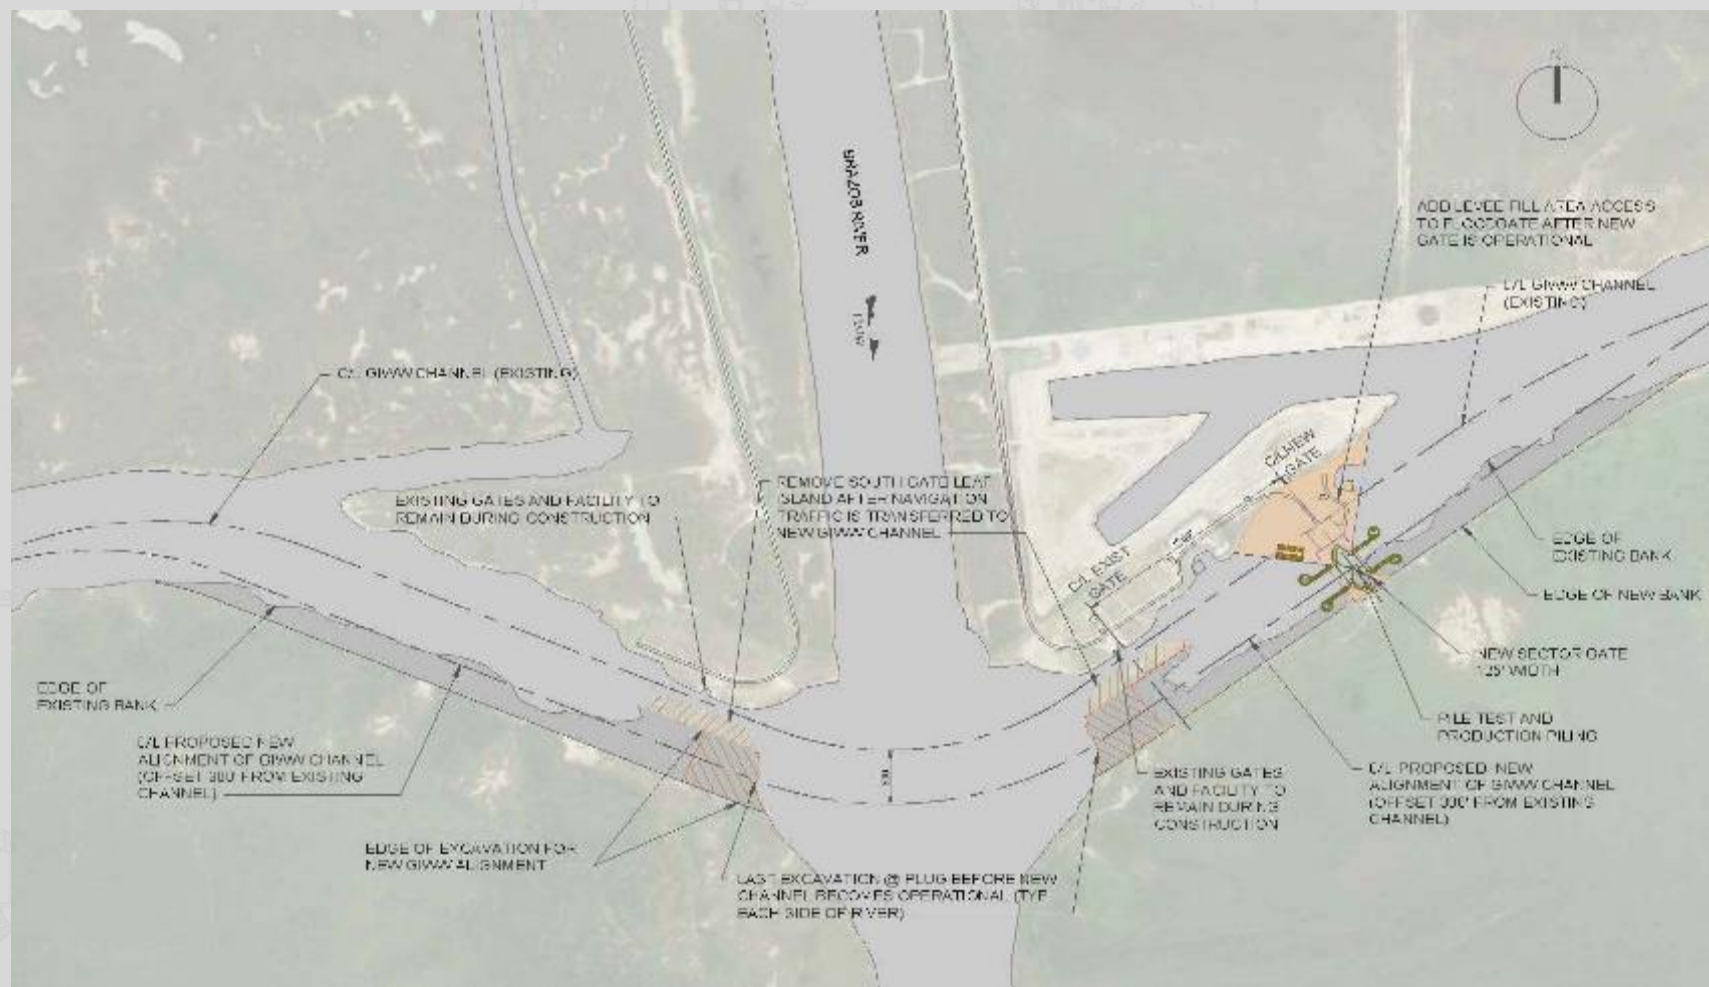 BRAZOS RIVER
FLOW
ADD LEVEE FILL AREA ACCESS
TO FLOODGATE AFTER NEW
GATE IS OPERATIONAL
C/L GIWW CHANNEL
(EXISTING)
C/L GIWW CHANNEL (EXISTING)
EXISTING GATES AND FACILITY TO
REMAIN DURING CONSTRUCTION
REMOVE SOUTH GATE LEAF
ISLAND AFTER NAVIGATION
TRAFFIC IS TRANSFERRED TO
NEW GIWW CHANNEL
C/L NEW
GATE
C/L EXIST
GATE
EDGE OF
EXISTING BANK
EDGE OF NEW BANK
NEW SECTOR GATE
125' WIDTH
PILE TEST AND
PRODUCTION PILING
EDGE OF
EXISTING BANK
C/L PROPOSED NEW
ALIGNMENT OF GIWW CHANNEL
(OFFSET FROM EXISTING
CHANNEL)
EXISTING GATES
AND FACILITY TO
REMAIN DURING
CONSTRUCTION
C/L PROPOSED NEW
ALIGNMENT OF GIWW CHANNEL
(OFFSET FROM EXISTING
CHANNEL)
EDGE OF EXCAVATION FOR
NEW GIWW ALIGNMENT
LAST EXCAVATION @ PLUG BEFORE NEW
CHANNEL BECOMES OPERATIONAL (TYP
EACH SIDE OF RIVER)